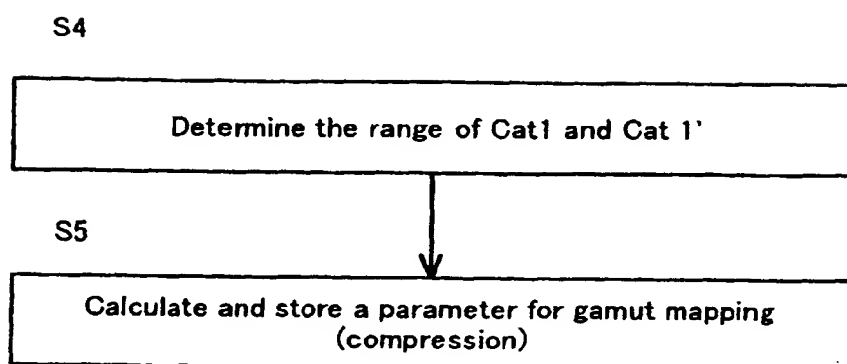 S4
Determine the range of Cat1 and Cat 1'
S5
Calculate and store a parameter for gamut mapping
(compression)